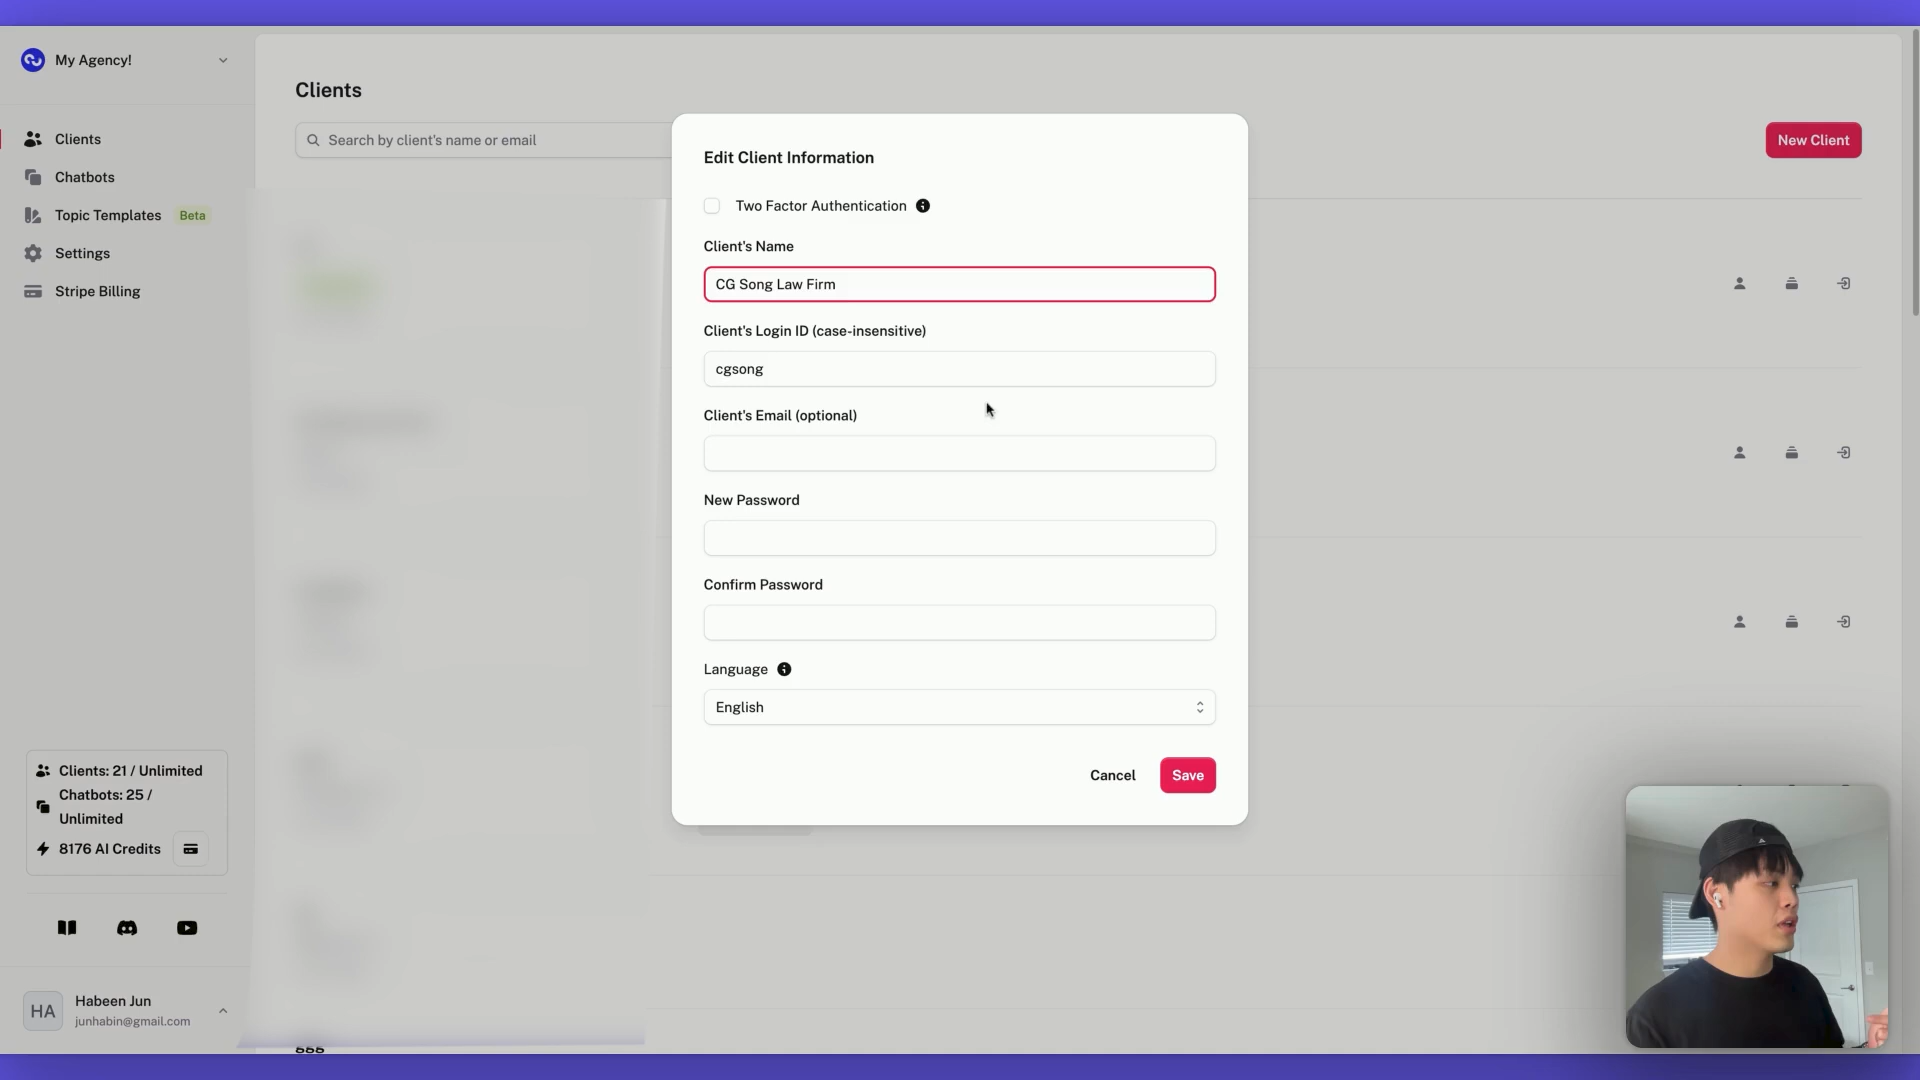 My Agency!
Clients
Chatbots
Topic Templates Beta
Settings
Stripe Billing
Clients: 21 / Unlimited
Chatbots: 25 /
Unlimited
8176 AI Credits
HA
Habeen Jun
junhabin@gmail.com
Clients
Search by client's name or email
New Client
Edit Client Information
Two Factor Authentication
Client's Name
CG Song Law Firm
Client's Login ID (case-insensitive)
cgsong
Client's Email (optional)
New Password
Confirm Password
Language
English
Cancel
Save